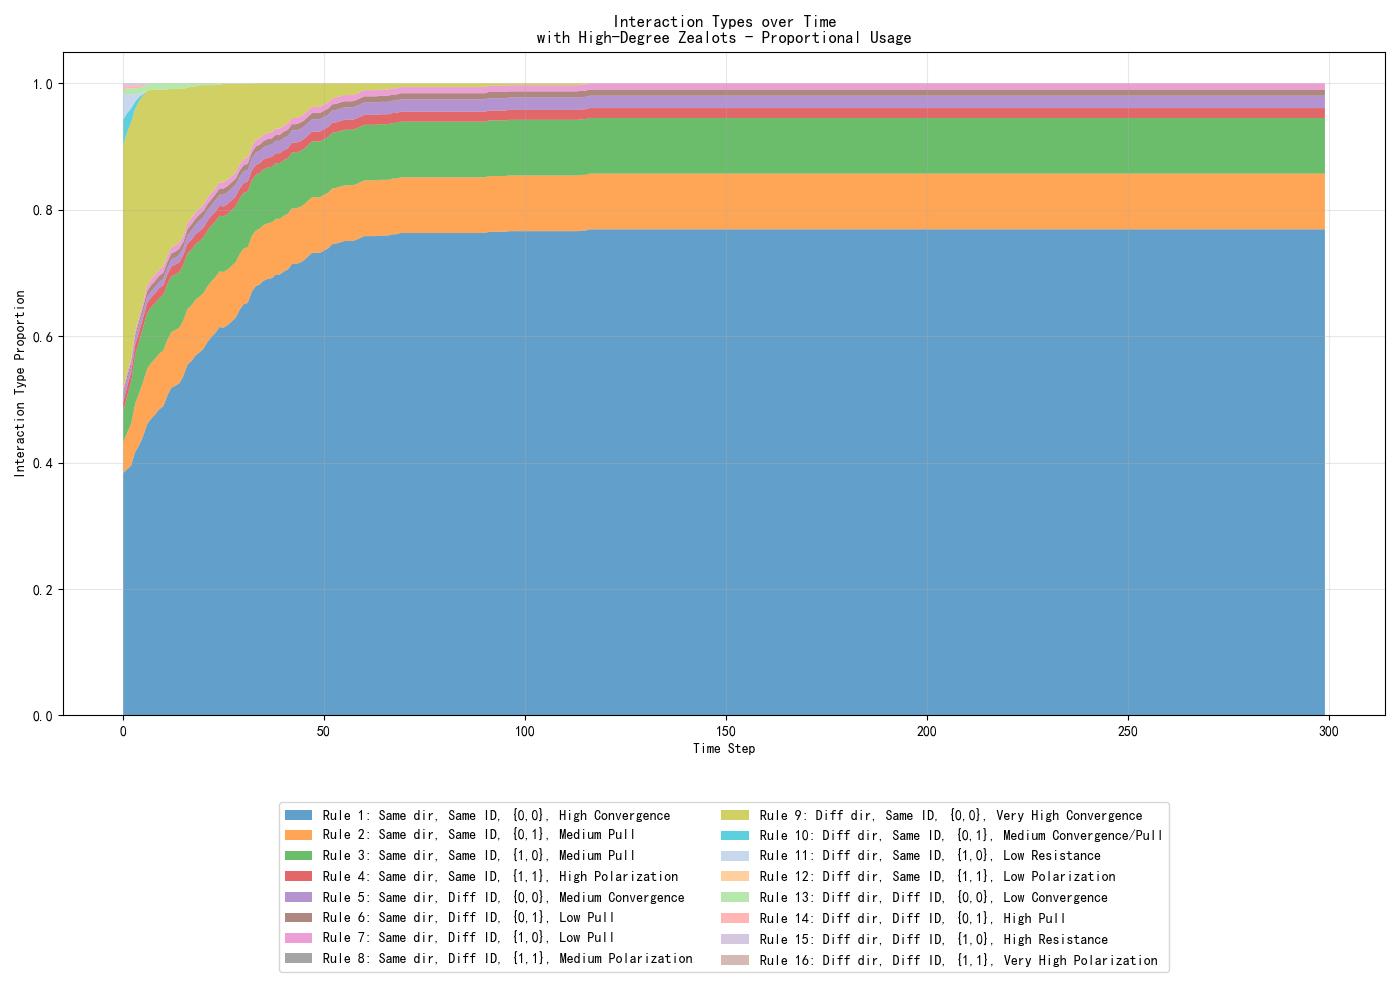 Interaction Types over Time
with High-Degree Zealots - Proportional Usage
Interaction Type Proportion
1.0
0.8
0.6
0.4
0.2
0.0
0
50
100
150
200
250
300
Time Step
Rule 1: Same dir, Same ID, {0,0}, High Convergence
Rule 2: Same dir, Same ID, {0,1}, Medium Pull
Rule 3: Same dir, Same ID, {1,0}, Medium Pull
Rule 4: Same dir, Same ID, {1,1}, High Polarization
Rule 5: Same dir, Diff ID, {0,0}, Medium Convergence
Rule 6: Same dir, Diff ID, {0,1}, Low Pull
Rule 7: Same dir, Diff ID, {1,0}, Low Pull
Rule 8: Same dir, Diff ID, {1,1}, Medium Polarization
Rule 9: Diff dir, Same ID, {0,0}, Very High Convergence
Rule 10: Diff dir, Same ID, {0,1}, Medium Convergence/Pull
Rule 11: Diff dir, Same ID, {1,0}, Low Resistance
Rule 12: Diff dir, Same ID, {1,1}, Low Polarization
Rule 13: Diff dir, Diff ID, {0,0}, Low Convergence
Rule 14: Diff dir, Diff ID, {0,1}, High Pull
Rule 15: Diff dir, Diff ID, {1,0}, High Resistance
Rule 16: Diff dir, Diff ID, {1,1}, Very High Polarization